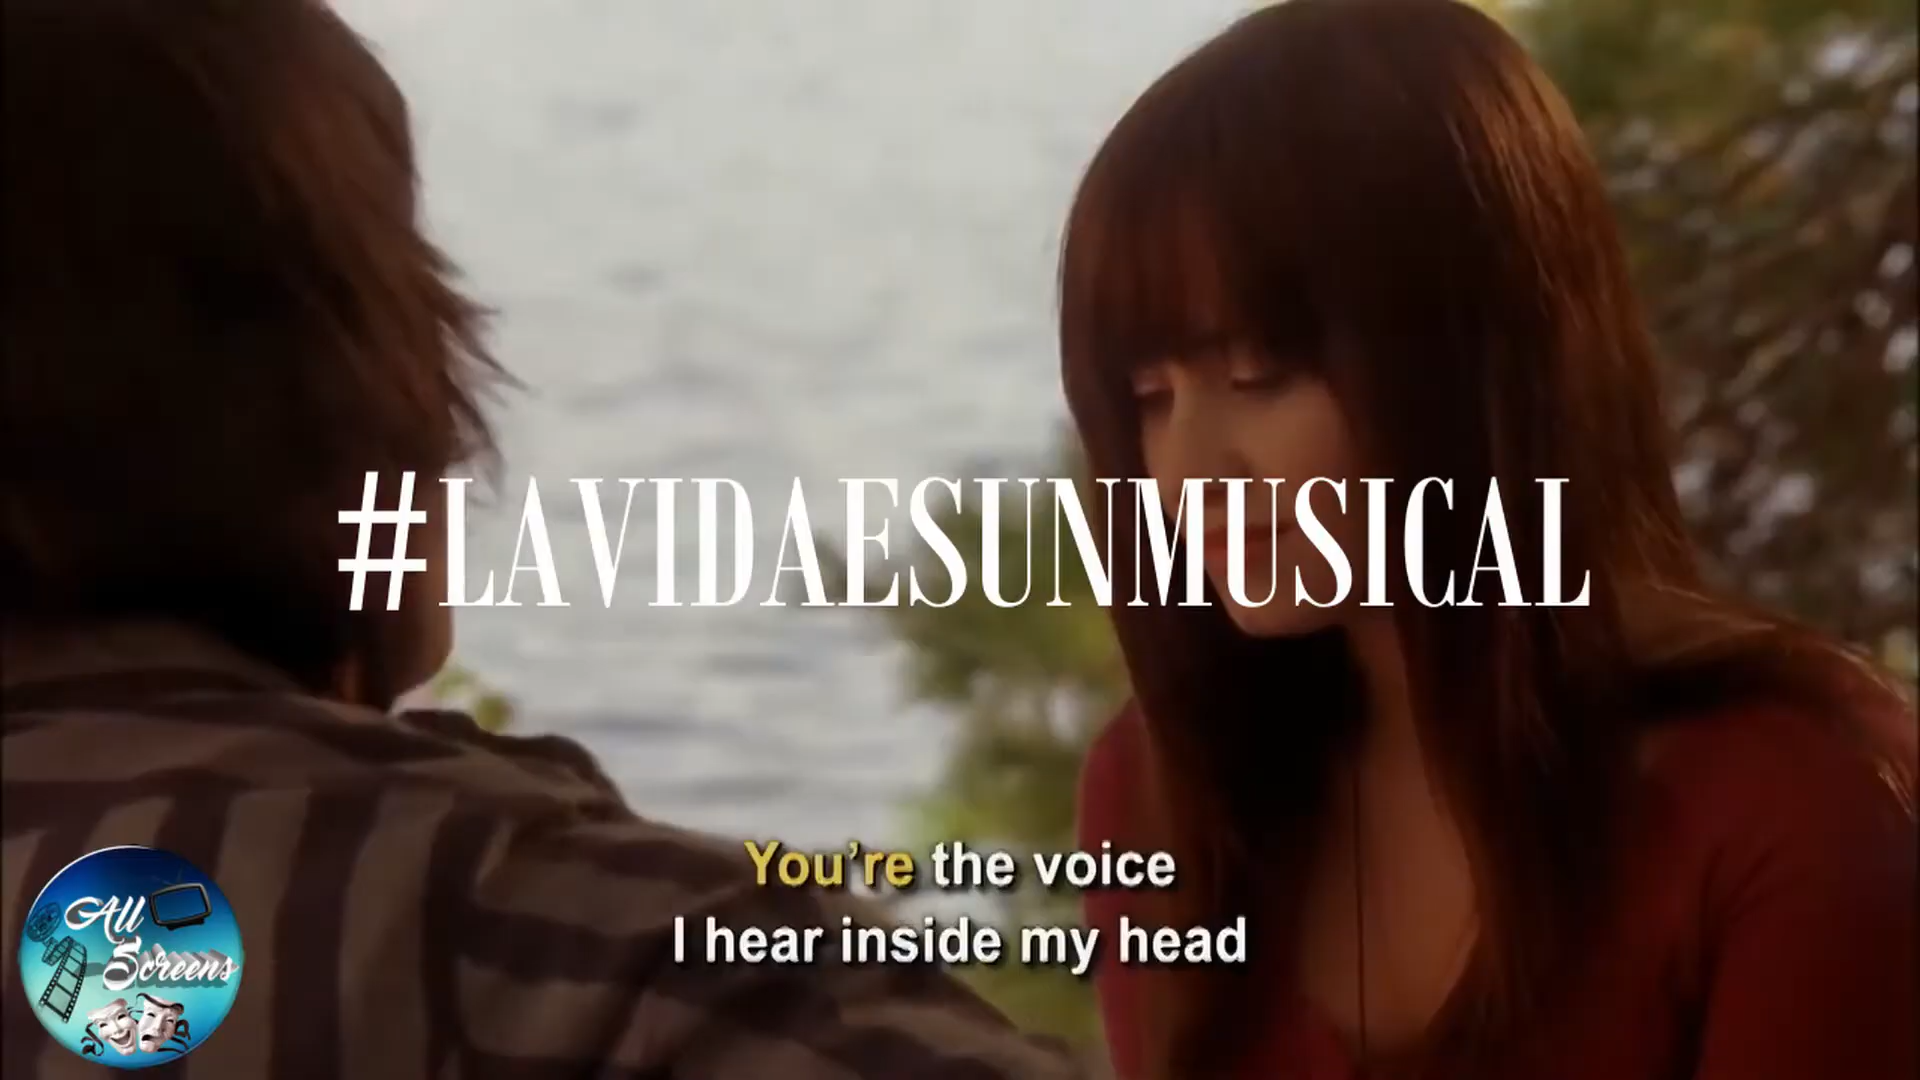 #LAVIDAESUNMUSICAL
You're the voice
I hear inside my head
All
Screens